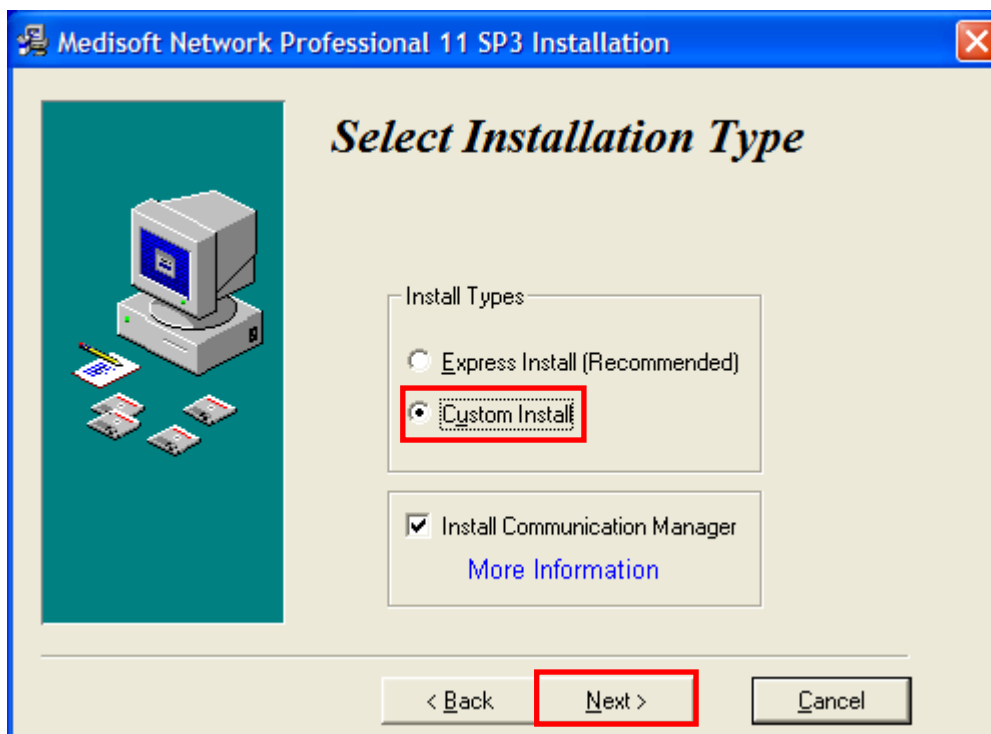 Medisoft Network Professional 11 SP3 Installation
Select Installation Type
Install Types
Express Install (Recommended)
Custom Install
Install Communication Manager
More Information
< Back
Next >
Cancel